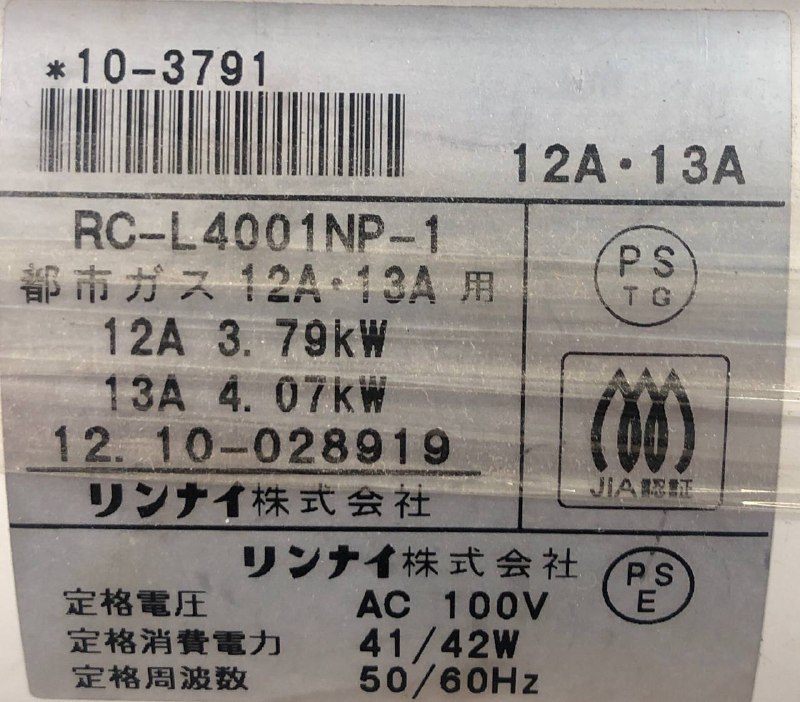 *10-3791
12A・13A
RC-L4001NP-1
都市ガス 12A・13A 用
12A 3.79kW
13A 4.07kW
12.10-028919
リンナイ株式会社
PS
TG
JIA認証
リンナイ株式会社
PS
E
定格電圧 AC 100V
定格消費電力 41/42W
定格周波数 50/60Hz